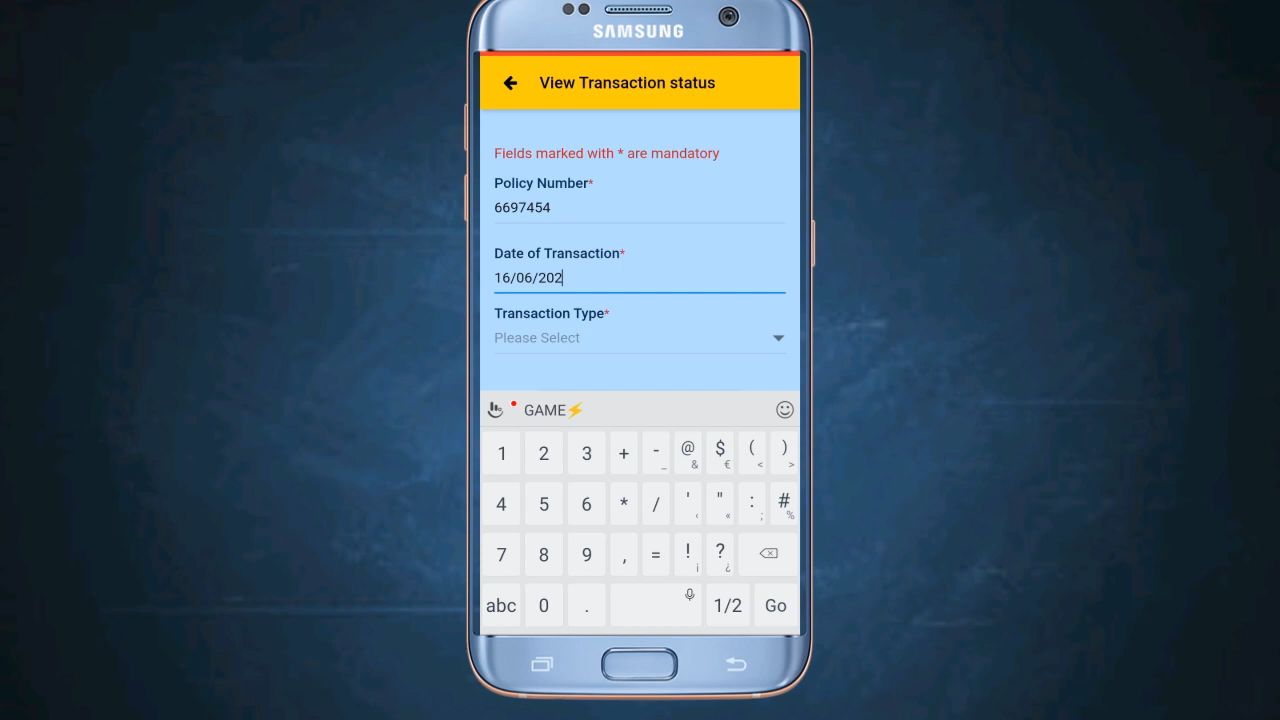 SAMSUNG
View Transaction status
Fields marked with * are mandatory
Policy Number*
6697454
Date of Transaction*
16/06/202
Transaction Type*
Please Select
GAME⚡
1 2 3 + - _ @ & $ € ( < ) >
4 5 6 * / ' ‹ " « : ; # %
7 8 9 , = ! ¡ ? ¿
abc 0 . 1/2 Go